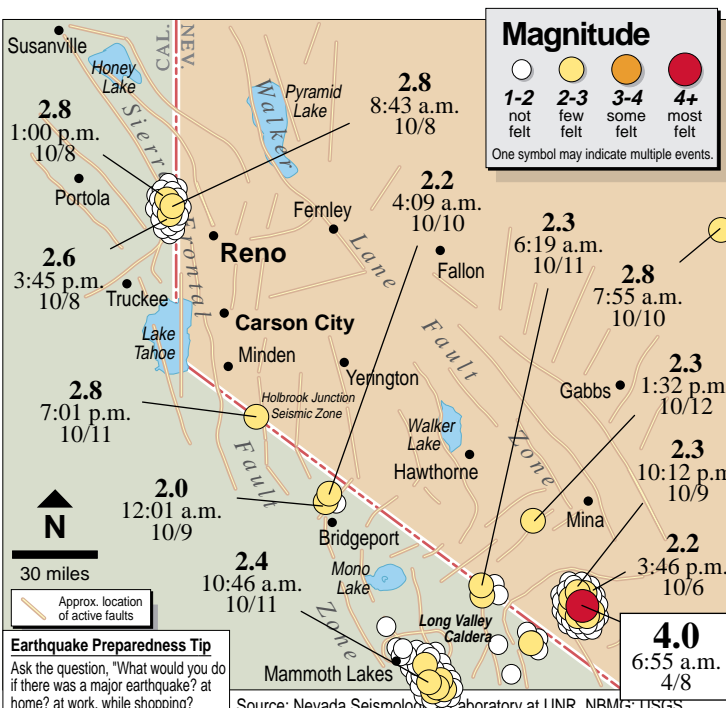 Susanville
CAL.
NEV.
Honey
Lake
Pyramid
Lake
Walker
Lane
Fault
Zone
Sierra
Frontal
Fault
Zone
Magnitude
1-2
not
felt
2-3
few
felt
3-4
some
felt
4+
most
felt
One symbol may indicate multiple events.
2.8
1:00 p.m.
10/8
2.8
8:43 a.m.
10/8
Portola
2.6
3:45 p.m.
10/8
Truckee
Reno
Fernley
2.2
4:09 a.m.
10/10
Fallon
2.3
6:19 a.m.
10/11
2.8
7:55 a.m.
10/10
Lake
Tahoe
Carson City
Minden
Yerington
Holbrook Junction
Seismic Zone
2.8
7:01 p.m.
10/11
Gabbs
2.3
1:32 p.m
10/12
Walker
Lake
Hawthorne
2.3
10:12 p.m
10/9
Mina
2.0
12:01 a.m.
10/9
Bridgeport
2.2
3:46 p.m.
10/6
N
30 miles
Approx. location
of active faults
2.4
10:46 a.m.
10/11
Mono
Lake
Long Valley
Caldera
4.0
6:55 a.m.
4/8
Mammoth Lakes
Earthquake Preparedness Tip
Ask the question, "What would you do
if there was a major earthquake? at
home? at work, while shopping?
Source: Nevada Seismolog aboratory at UNR, NBMG; USGS